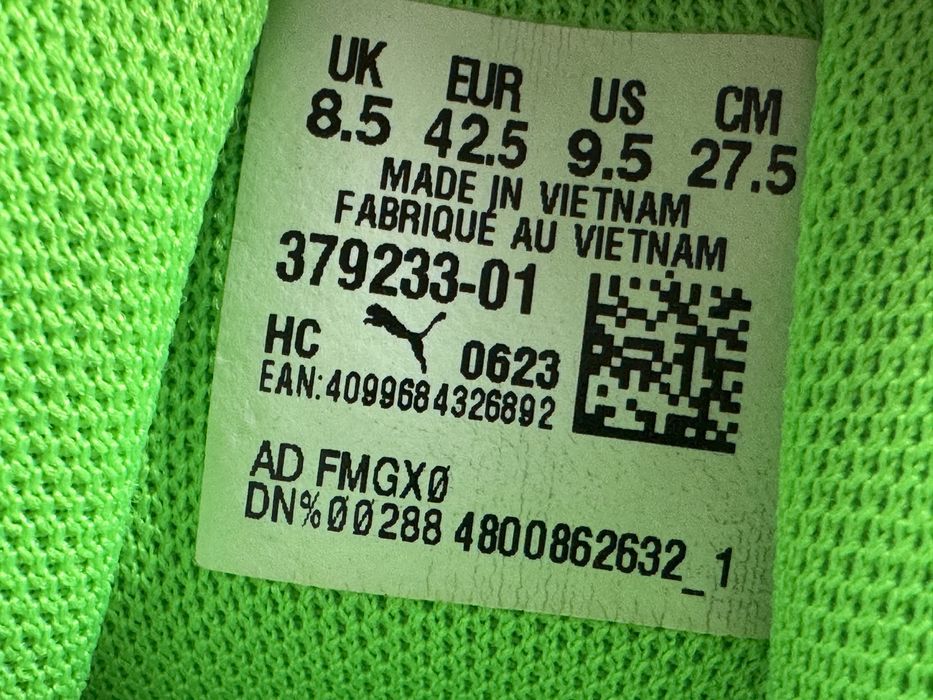 UK EUR US CM
8.5 42.5 9.5 27.5
MADE IN VIETNAM
FABRIQUÉ AU VIETNAM
379233-01
HC 0623
EAN:4099684326892
AD FMGX0
DN%00288 4800862632_1